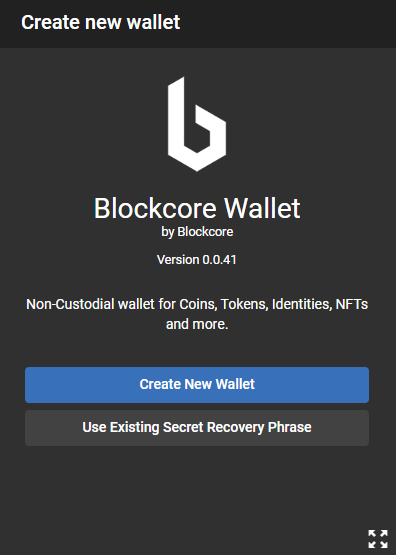 Create new wallet
Blockcore Wallet
by Blockcore
Version 0.0.41
Non-Custodial wallet for Coins, Tokens, Identities, NFTs
and more.
Create New Wallet
Use Existing Secret Recovery Phrase